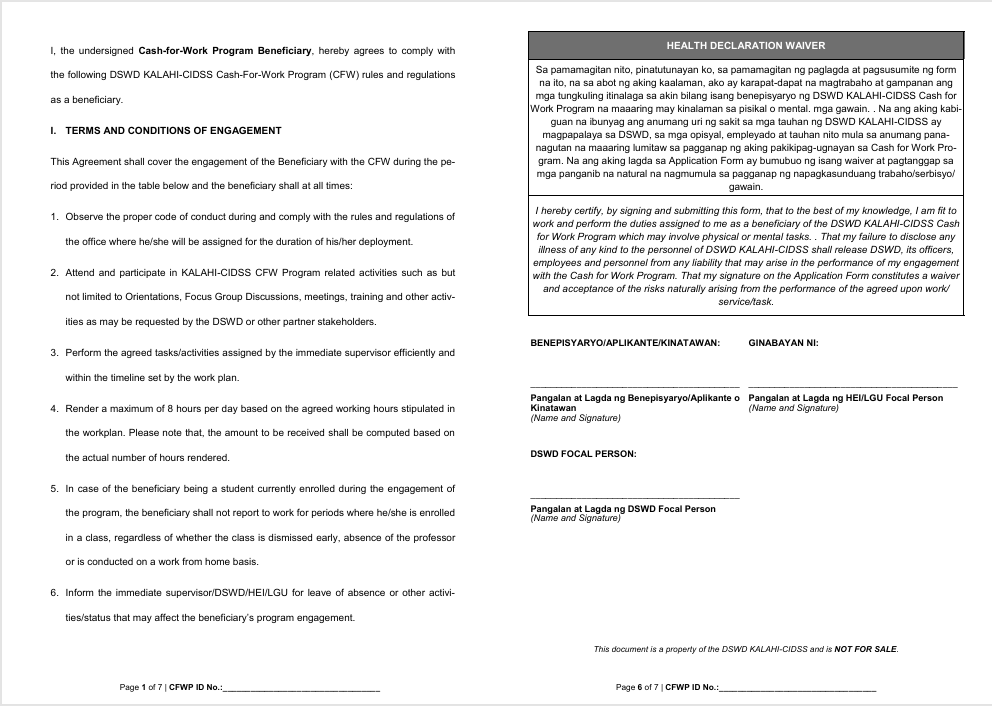 I, the undersigned Cash-for-Work Program Beneficiary, hereby agrees to comply with
the following DSWD KALAHI-CIDSS Cash-For-Work Program (CFW) rules and regulations
as a beneficiary.
I. TERMS AND CONDITIONS OF ENGAGEMENT
This Agreement shall cover the engagement of the Beneficiary with the CFW during the pe-
riod provided in the table below and the beneficiary shall at all times:
1. Observe the proper code of conduct during and comply with the rules and regulations of
the office where he/she will be assigned for the duration of his/her deployment.
2. Attend and participate in KALAHI-CIDSS CFW Program related activities such as but
not limited to Orientations, Focus Group Discussions, meetings, training and other activ-
ities as may be requested by the DSWD or other partner stakeholders.
3. Perform the agreed tasks/activities assigned by the immediate supervisor efficiently and
within the timeline set by the work plan.
4. Render a maximum of 8 hours per day based on the agreed working hours stipulated in
the workplan. Please note that, the amount to be received shall be computed based on
the actual number of hours rendered.
5. In case of the beneficiary being a student currently enrolled during the engagement of
the program, the beneficiary shall not report to work for periods where he/she is enrolled
in a class, regardless of whether the class is dismissed early, absence of the professor
or is conducted on a work from home basis.
6. Inform the immediate supervisor/DSWD/HEI/LGU for leave of absence or other activi-
ties/status that may affect the beneficiary's program engagement.
Page 1 of 7 | CFWP ID No.:________________________________
HEALTH DECLARATION WAIVER
Sa pamamagitan nito, pinatutunayan ko, sa pamamagitan ng paglagda at pagsusumite ng form
na ito, na sa abot ng aking kaalaman, ako ay karapat-dapat na magtrabaho at gampanan ang
mga tungkuling itinalaga sa akin bilang isang benepisyaryo ng DSWD KALAHI-CIDSS Cash for
Work Program na maaaring may kinalaman sa pisikal o mental. mga gawain. . Na ang aking kabi-
guan na ibunyag ang anumang uri ng sakit sa mga tauhan ng DSWD KALAHI-CIDSS ay
magpapalaya sa DSWD, sa mga opisyal, empleyado at tauhan nito mula sa anumang pana-
nagutan na maaaring lumitaw sa pagganap ng aking pakikipag-ugnayan sa Cash for Work Pro-
gram. Na ang aking lagda sa Application Form ay bumubuo ng isang waiver at pagtanggap sa
mga panganib na natural na nagmumula sa pagganap ng napagkasunduang trabaho/serbisyo/
gawain.
I hereby certify, by signing and submitting this form, that to the best of my knowledge, I am fit to
work and perform the duties assigned to me as a beneficiary of the DSWD KALAHI-CIDSS Cash
for Work Program which may involve physical or mental tasks. . That my failure to disclose any
illness of any kind to the personnel of DSWD KALAHI-CIDSS shall release DSWD, its officers,
employees and personnel from any liability that may arise in the performance of my engagement
with the Cash for Work Program. That my signature on the Application Form constitutes a waiver
and acceptance of the risks naturally arising from the performance of the agreed upon work/
service/task.
BENEPISYARYO/APLIKANTE/KINATAWAN: GINABAYAN NI:
Pangalan at Lagda ng Benepisyaryo/Aplikante o Pangalan at Lagda ng HEI/LGU Focal Person
Kinatawan (Name and Signature)
(Name and Signature)
DSWD FOCAL PERSON:
Pangalan at Lagda ng DSWD Focal Person
(Name and Signature)
This document is a property of the DSWD KALAHI-CIDSS and is NOT FOR SALE.
Page 6 of 7 | CFWP ID No.:________________________________